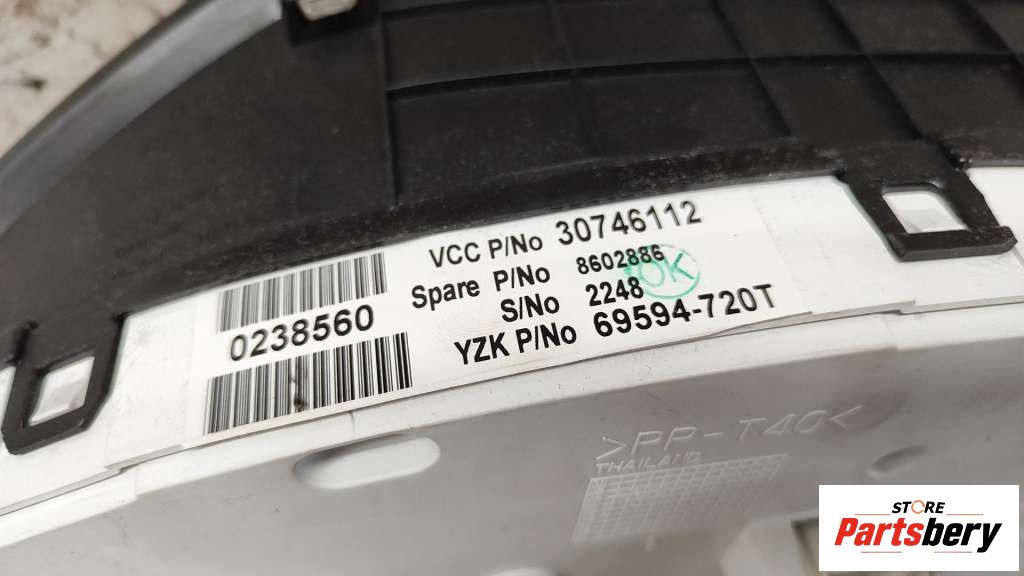 VCC P/No 30746112
Spare P/No 8602886
OK
S/No 2248
YZK P/No 69594-720T
0238560
>PP-T40<
THAILAND
STORE
Partsbery